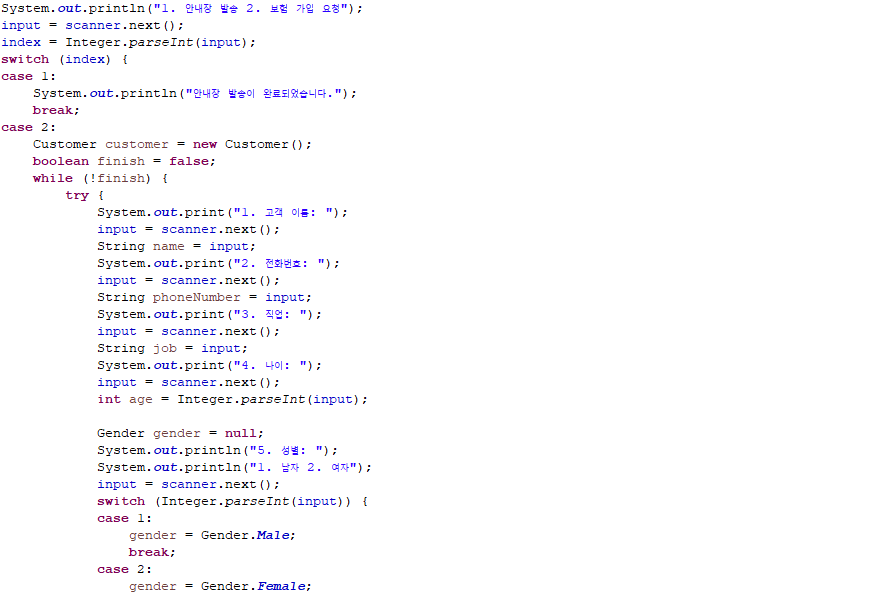 System.out.println("1. 안내장 발송 2. 보험 가입 요청");
input = scanner.next();
index = Integer.parseInt(input);
switch (index) {
case 1:
    System.out.println("안내장 발송이 완료되었습니다.");
    break;
case 2:
    Customer customer = new Customer();
    boolean finish = false;
    while (!finish) {
        try {
            System.out.print("1. 고객 이름: ");
            input = scanner.next();
            String name = input;
            System.out.print("2. 전화번호: ");
            input = scanner.next();
            String phoneNumber = input;
            System.out.print("3. 직업: ");
            input = scanner.next();
            String job = input;
            System.out.print("4. 나이: ");
            input = scanner.next();
            int age = Integer.parseInt(input);

            Gender gender = null;
            System.out.println("5. 성별: ");
            System.out.println("1. 남자 2. 여자");
            input = scanner.next();
            switch (Integer.parseInt(input)) {
            case 1:
                gender = Gender.Male;
                break;
            case 2:
                gender = Gender.Female;